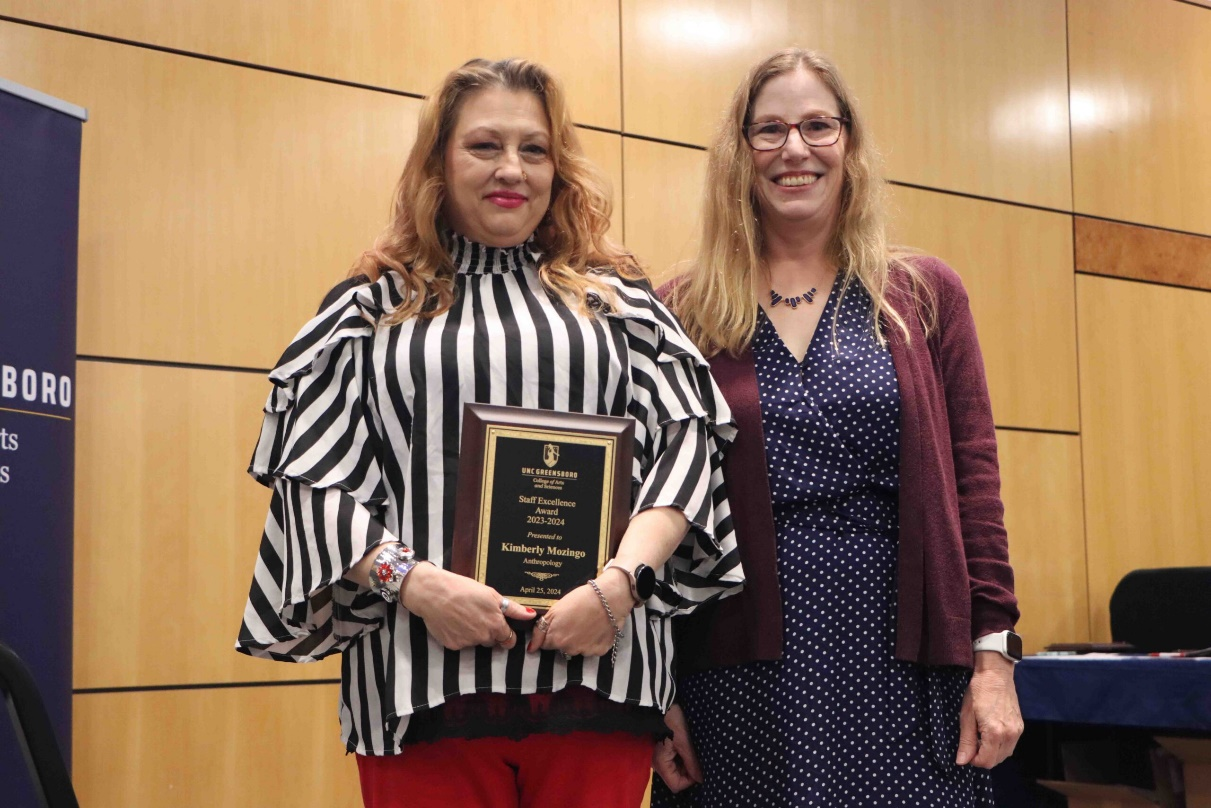 BORO
ts
s
UNC GREENSBORO
College of Arts
and Sciences
Staff Excellence
Award
2023-2024
Presented to
Kimberly Mozingo
Anthropology
April 25, 2024